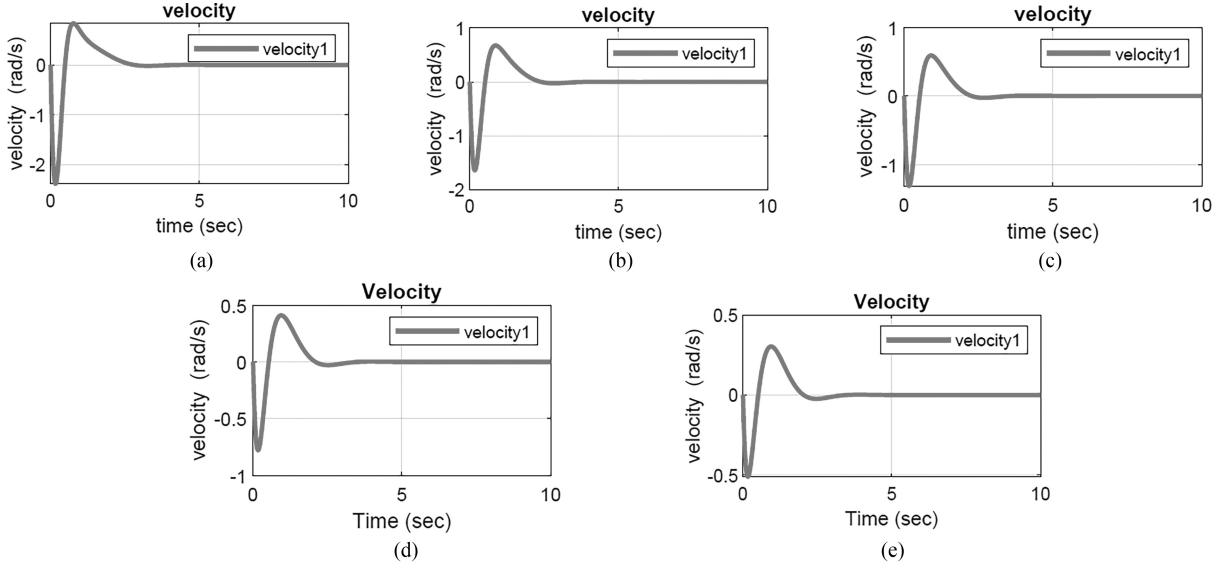 velocity
velocity1
velocity (rad/s)
0
-1
-2
0 5 10
time (sec)
(a)
velocity
velocity1
velocity (rad/s)
1
0
-1
-2
0 5 10
time (sec)
(b)
velocity
velocity1
velocity (rad/s)
1
0
-1
0 5 10
time (sec)
(c)
Velocity
velocity1
velocity (rad/s)
0.5
0
-0.5
-1
0 5 10
Time (sec)
(d)
Velocity
velocity1
velocity (rad/s)
0.5
0
-0.5
0 5 10
Time (sec)
(e)